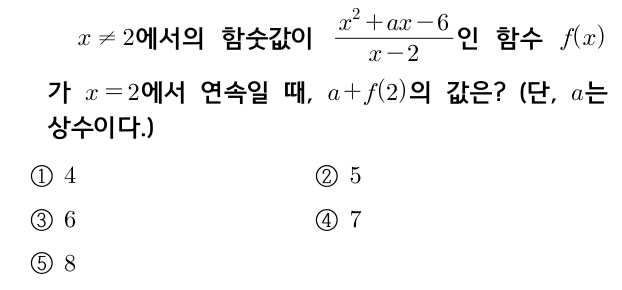 x ≠ 2에서의 함숫값이 \frac{x^2+ax-6}{x-2}인 함수 f(x)
가 x=2에서 연속일 때, a+f(2)의 값은? (단, a는
상수이다.)
① 4 ② 5
③ 6 ④ 7
⑤ 8